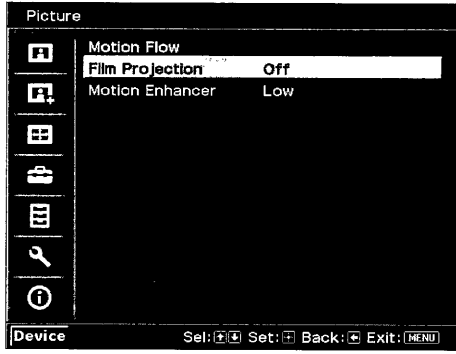 Picture
Motion Flow
Film Projection Off
Motion Enhancer Low
Device
Sel: Set: Back: Exit: MENU